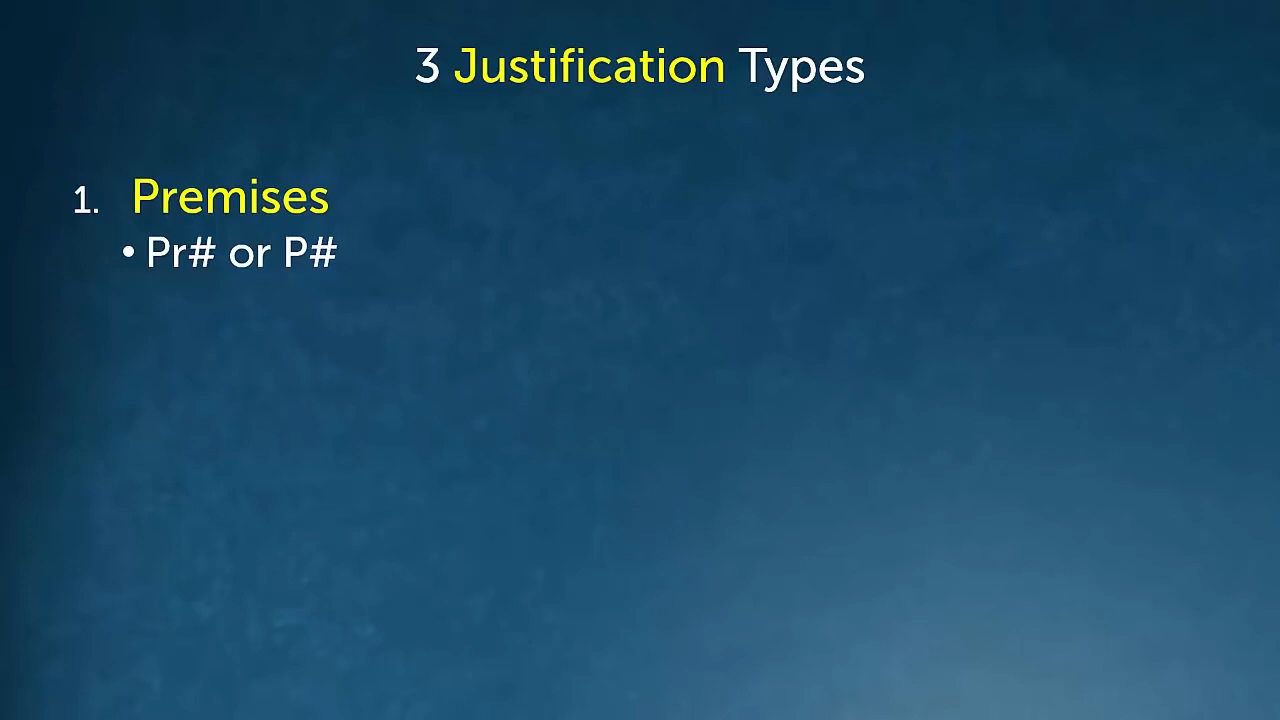 3 Justification Types
1. Premises
• Pr# or P#